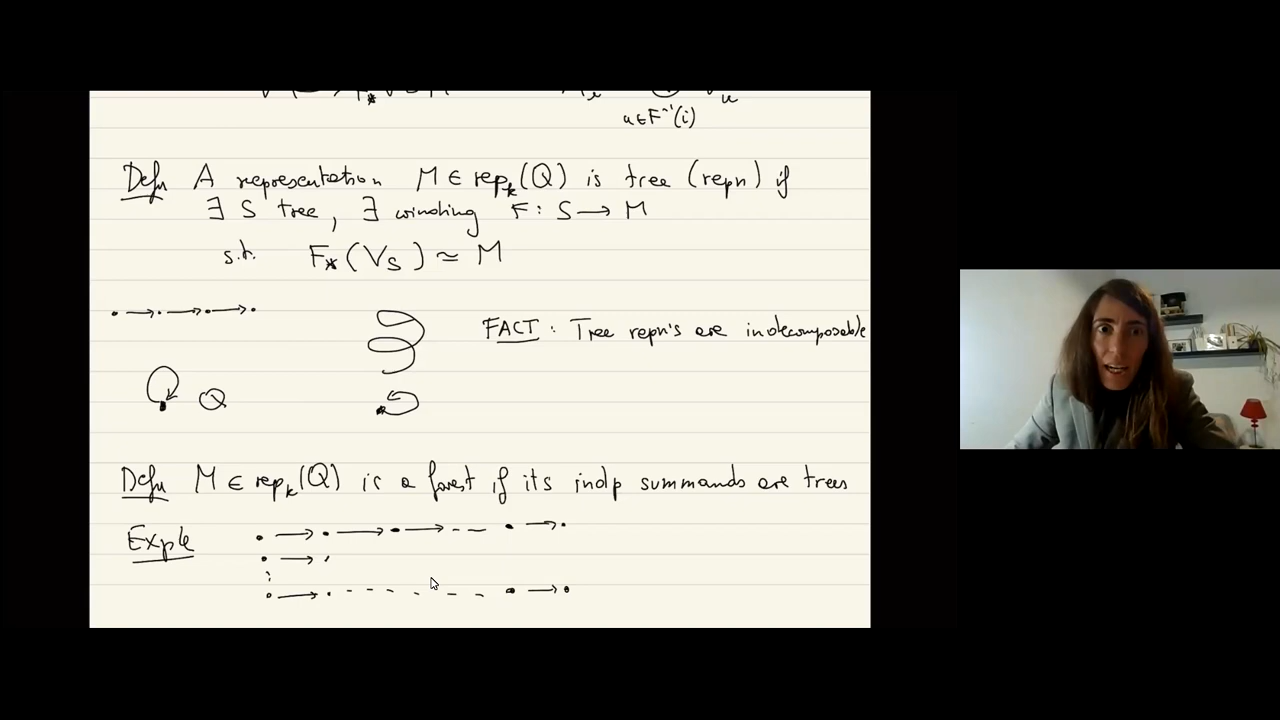 u∈F⁻¹(i)
Defn A representation M ∈ rep_k(Q) is tree (repn) if
∃ S tree, ∃ winding F: S → M
s.t. F_*(V_S) ≃ M
FACT: Tree repn's are indecomposable
Q
Defn M ∈ rep_k(Q) is a forest if its indp summands are trees
Exple